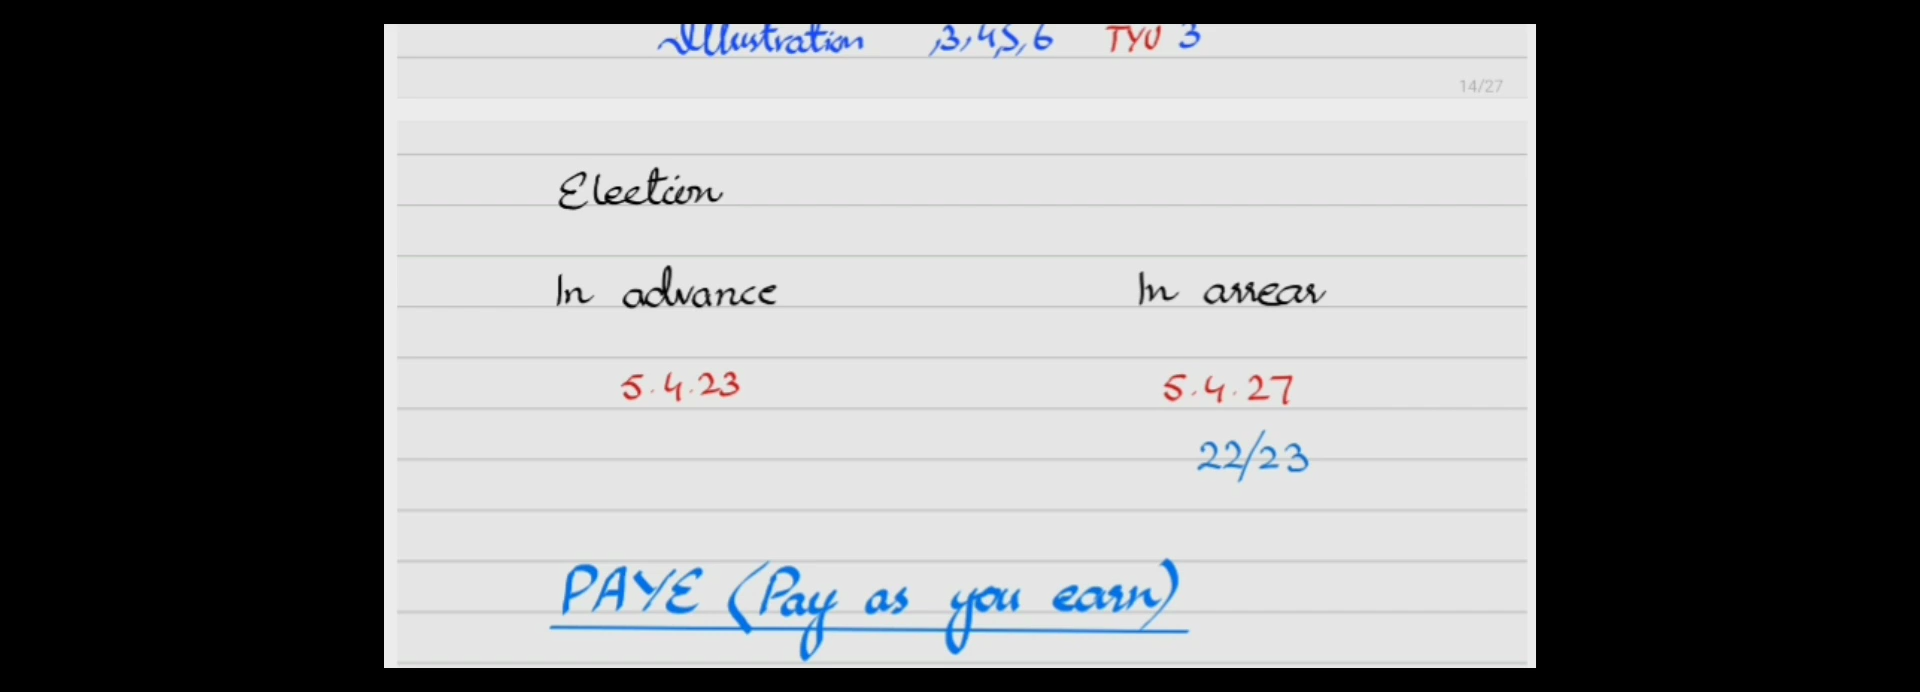 Illustration ,3,4,5,6 TYU 3
14/27
Election
In advance In arrear
5.4.23 5.4.27
22/23
PAYE (Pay as you earn)